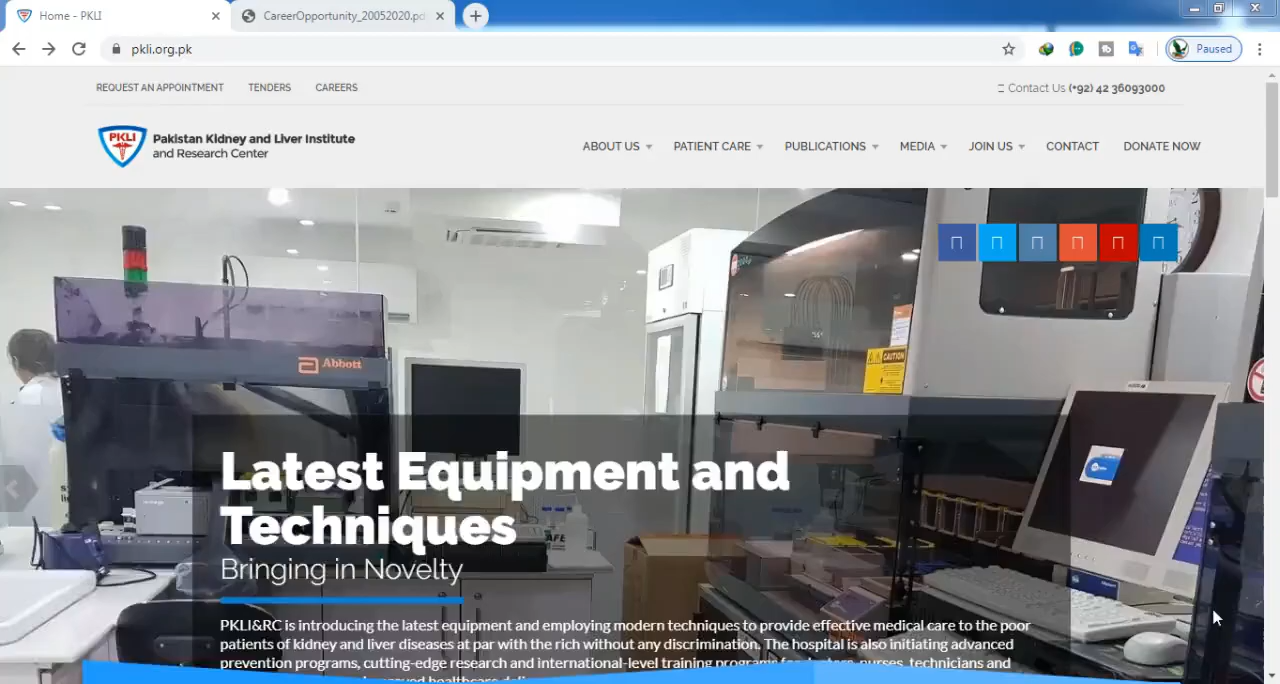 Home - PKLI
CareerOpportunity_20052020.pd
pkli.org.pk
Paused
REQUEST AN APPOINTMENT TENDERS CAREERS
Contact Us (+92) 42 36093000
PKLI
Pakistan Kidney and Liver Institute
and Research Center
ABOUT US PATIENT CARE PUBLICATIONS MEDIA JOIN US CONTACT DONATE NOW
Abbott
CAUTION
Latest Equipment and
Techniques
Bringing in Novelty
PKLI&RC is introducing the latest equipment and employing modern techniques to provide effective medical care to the poor
patients of kidney and liver diseases at par with the rich without any discrimination. The hospital is also initiating advanced
prevention programs, cutting-edge research and international-level training programs for doctors, nurses, technicians and